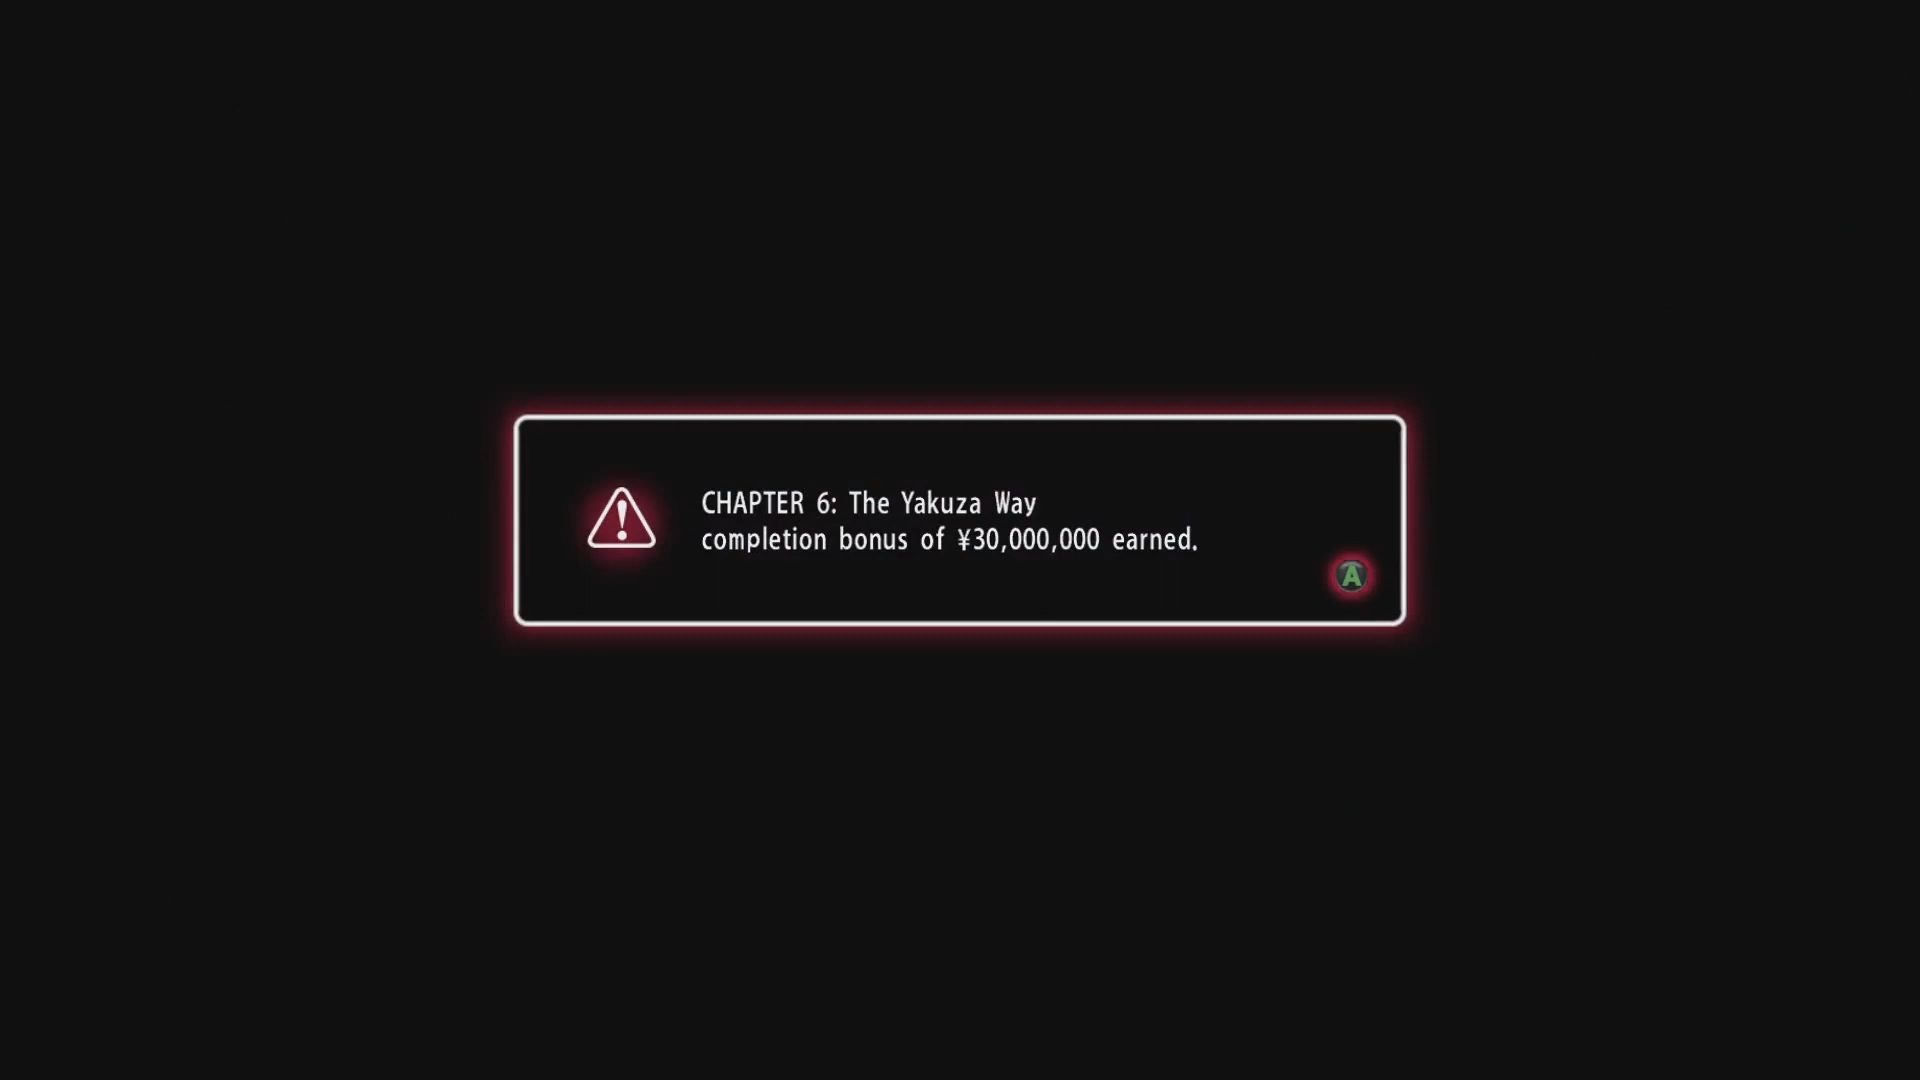 CHAPTER 6: The Yakuza Way
completion bonus of ¥30,000,000 earned.
A